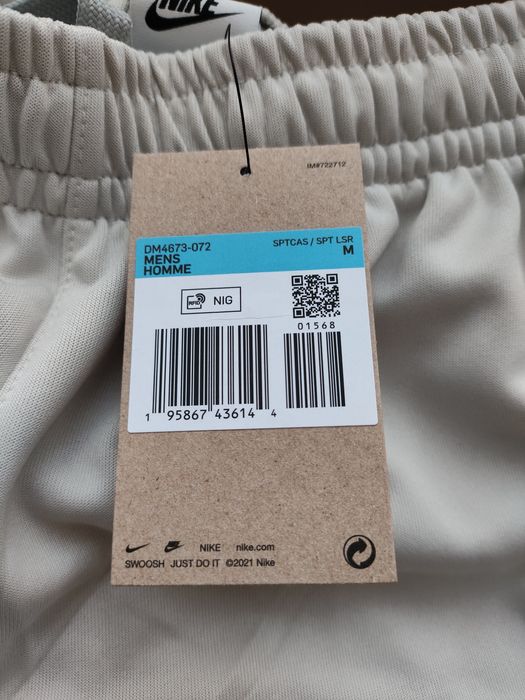 NIKE
IM#722712
DM4673-072 SPTCAS / SPT LSR
MENS M
HOMME
RFID NIG
01568
1 95867 43614 4
NIKE nike.com
SWOOSH JUST DO IT ©2021 Nike